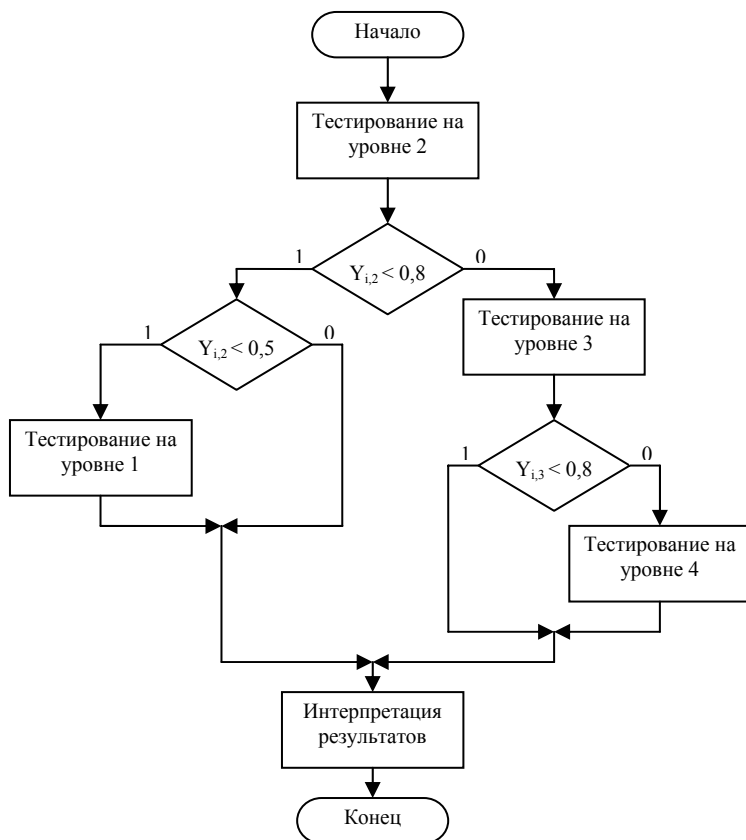 Начало
Тестирование на
уровне 2
1
Y_{i,2} < 0,8
0
1
Y_{i,2} < 0,5
0
Тестирование на
уровне 3
Тестирование на
уровне 1
1
Y_{i,3} < 0,8
0
Тестирование на
уровне 4
Интерпретация
результатов
Конец